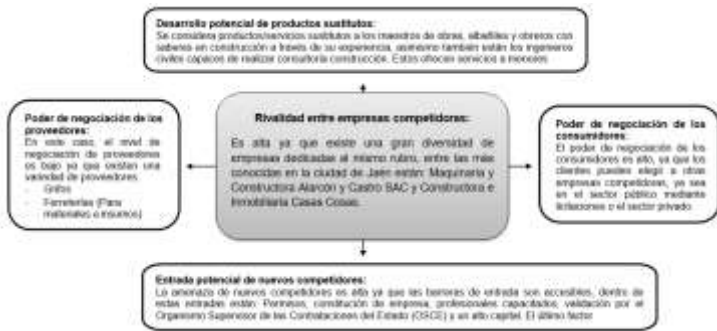 Desarrollo potencial de productos sustitutos:
Se considera productos/servicios sustitutos a los maestros de obras, albañiles y obreros con
saberes en construcción a través de su experiencia, asimismo también están los ingenieros
civiles capaces de realizar consultoría construcción. Estos ofrecen servicios a menores
Poder de negociación de los
proveedores:
En este caso, el nivel de
negociación de proveedores
es bajo ya que existen una
variedad de proveedores
- Grifos
- Ferreterías (Para
materiales e insumos)
Rivalidad entre empresas competidores:
Es alta ya que existe una gran diversidad de
empresas dedicadas al mismo rubro, entre las más
conocidas en la ciudad de Jaén están: Maquinaria y
Constructora Alarcón y Castro SAC y Constructora e
Inmobiliaria Casas Cosas.
Poder de negociación de los
consumidores:
El poder de negociación de los
consumidores es alto, ya que los
clientes pueden elegir a otras
empresas competidoras, ya sea
en el sector público mediante
licitaciones o el sector privado.
Entrada potencial de nuevos competidores:
La amenaza de nuevos competidores es alta ya que las barreras de entrada son accesibles, dentro de
estas entradas están: Permisos, constitución de empresa, profesionales capacitados, validación por el
Organismo Supervisor de las Contrataciones del Estado (OSCE) y un alto capital. El último factor